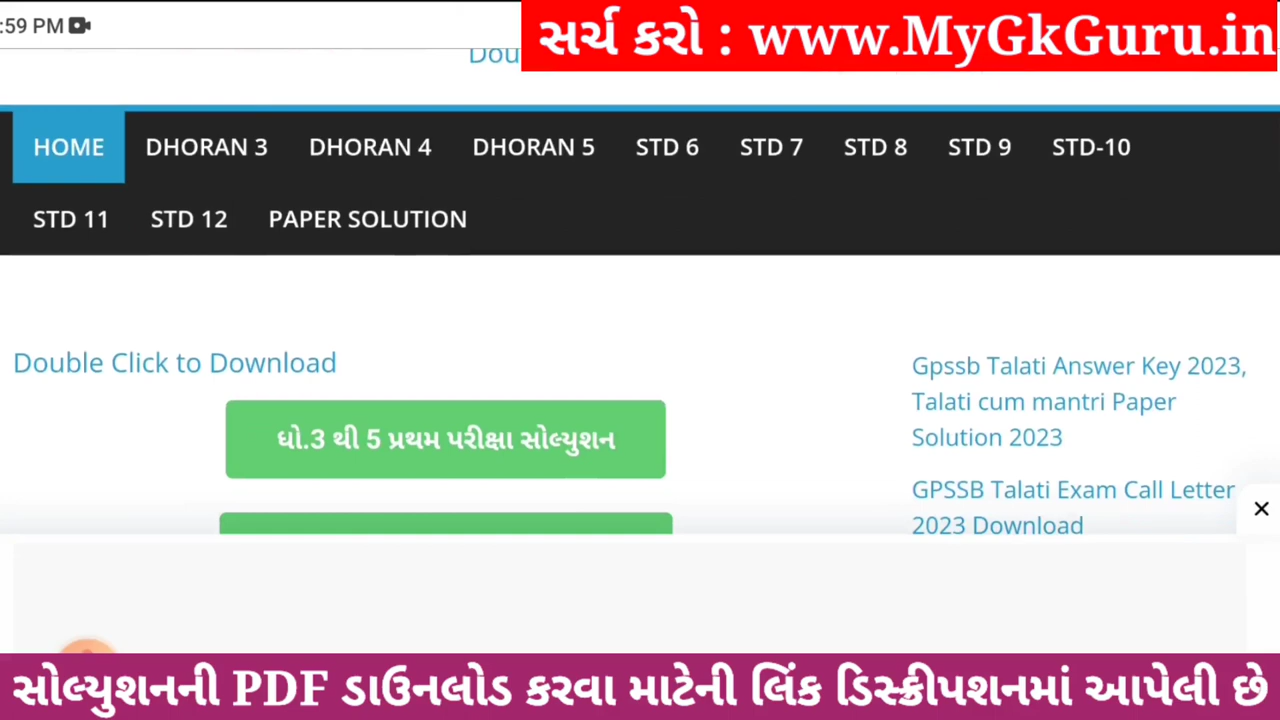 :59 PM
સર્ચ કરો : www.MyGkGuru.in
Dou
HOME DHORAN 3 DHORAN 4 DHORAN 5 STD 6 STD 7 STD 8 STD 9 STD-10
STD 11 STD 12 PAPER SOLUTION
Double Click to Download
ધો.3 થી 5 પ્રથમ પરીક્ષા સોલ્યુશન
Gpssb Talati Answer Key 2023,
Talati cum mantri Paper
Solution 2023
GPSSB Talati Exam Call Letter
2023 Download
સોલ્યુશનની PDF ડાઉનલોડ કરવા માટેની લિંક ડિસ્ક્રીપશનમાં આપેલી છે